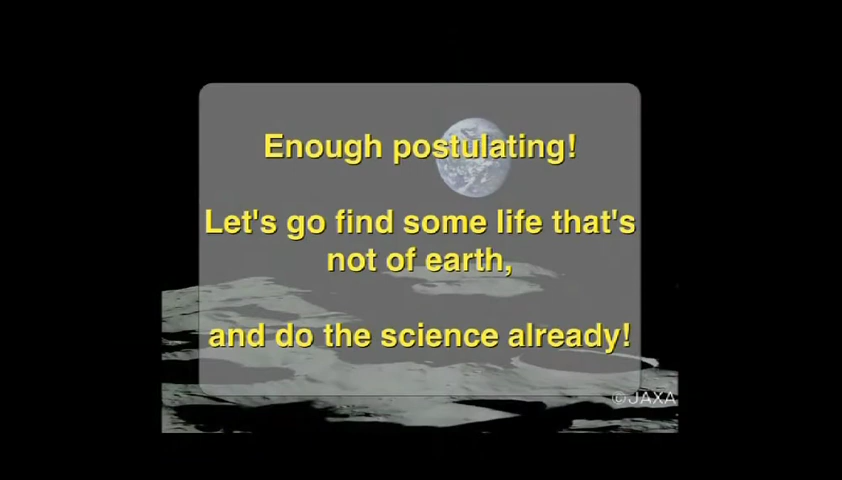 Enough postulating!
Let's go find some life that's
not of earth,
and do the science already!
©JAXA